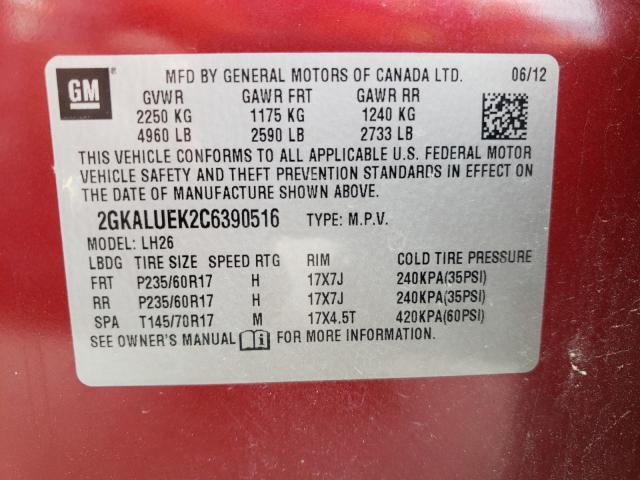 GM
MFD BY GENERAL MOTORS OF CANADA LTD. 06/12
GVWR GAWR FRT GAWR RR
2250 KG 1175 KG 1240 KG
4960 LB 2590 LB 2733 LB
THIS VEHICLE CONFORMS TO ALL APPLICABLE U.S. FEDERAL MOTOR
VEHICLE SAFETY AND THEFT PREVENTION STANDARDS IN EFFECT ON
THE DATE OF MANUFACTURE SHOWN ABOVE.
2GKALUEK2C6390516 TYPE: M.P.V.
MODEL: LH26
LBDG TIRE SIZE SPEED RTG RIM COLD TIRE PRESSURE
FRT P235/60R17 H 17X7J 240KPA(35PSI)
RR P235/60R17 H 17X7J 240KPA(35PSI)
SPA T145/70R17 M 17X4.5T 420KPA(60PSI)
SEE OWNER'S MANUAL FOR MORE INFORMATION.